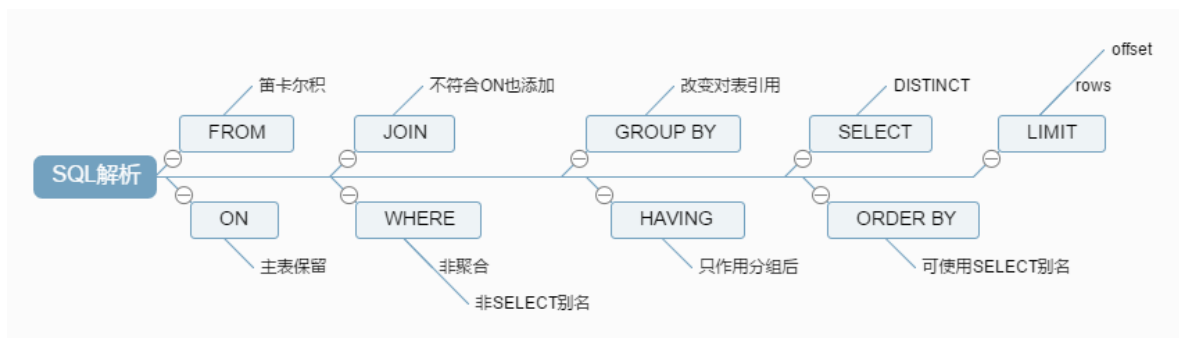 SQL解析
FROM
笛卡尔积
ON
主表保留
JOIN
不符合ON也添加
WHERE
非聚合
非SELECT别名
GROUP BY
改变对表引用
HAVING
只作用分组后
SELECT
DISTINCT
ORDER BY
可使用SELECT别名
LIMIT
offset
rows